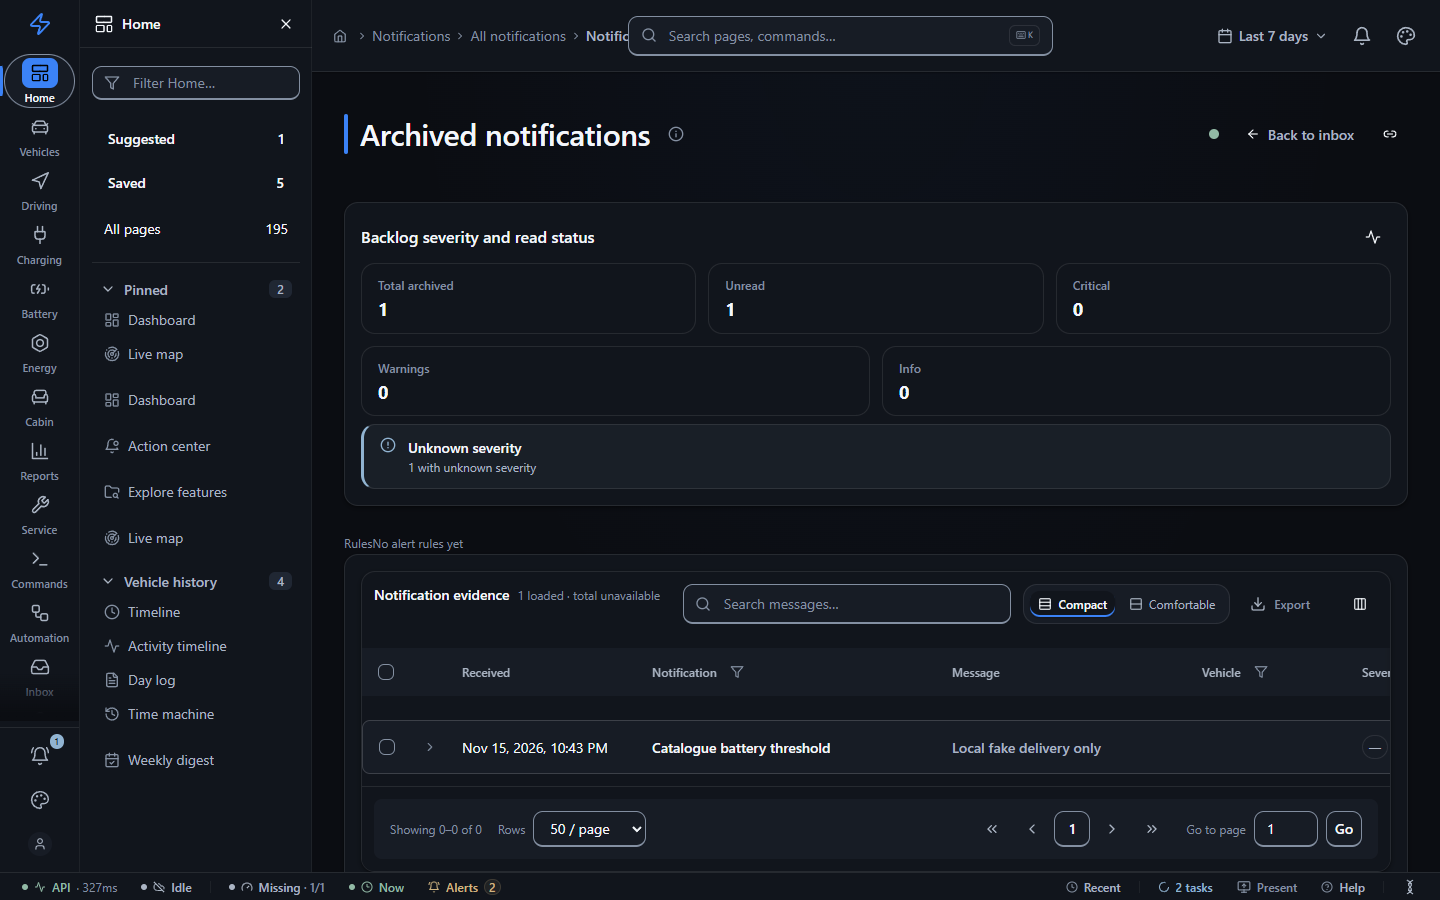 Home
Vehicles
Driving
Charging
Battery
Energy
Cabin
Reports
Service
Commands
Automation
Inbox
1
Home
Filter Home...
Suggested 1
Saved 5
All pages 195
Pinned 2
Dashboard
Live map
Dashboard
Action center
Explore features
Live map
Vehicle history 4
Timeline
Activity timeline
Day log
Time machine
Weekly digest
Notifications All notifications Notific
Search pages, commands... K
Last 7 days
Archived notifications
Back to inbox
Backlog severity and read status
Total archived
1
Unread
1
Critical
0
Warnings
0
Info
0
Unknown severity
1 with unknown severity
RulesNo alert rules yet
Notification evidence 1 loaded · total unavailable
Search messages...
Compact Comfortable Export
Received Notification Message Vehicle Sever
Nov 15, 2026, 10:43 PM Catalogue battery threshold Local fake delivery only —
Showing 0–0 of 0 Rows 50 / page 1 Go to page 1 Go
API · 327ms Idle Missing · 1/1 Now Alerts 2 Recent 2 tasks Present Help